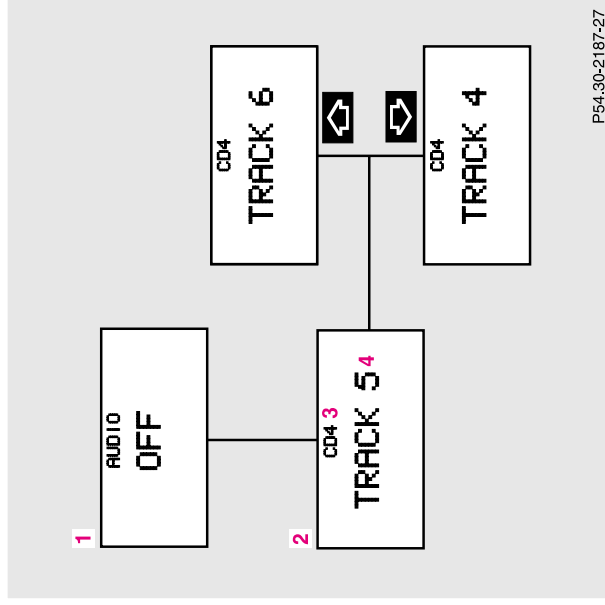 1
AUDIO
OFF
2
CD4 3
TRACK 5 4
CD4
TRACK 6
CD4
TRACK 4
P54.30-2187-27